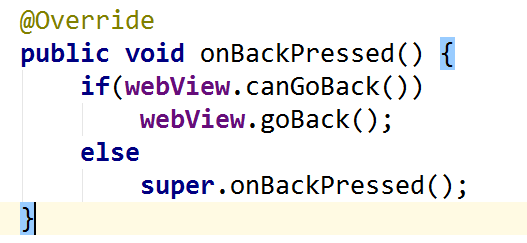 @Override
public void onBackPressed() {
    if(webView.canGoBack())
        webView.goBack();
    else
        super.onBackPressed();
}